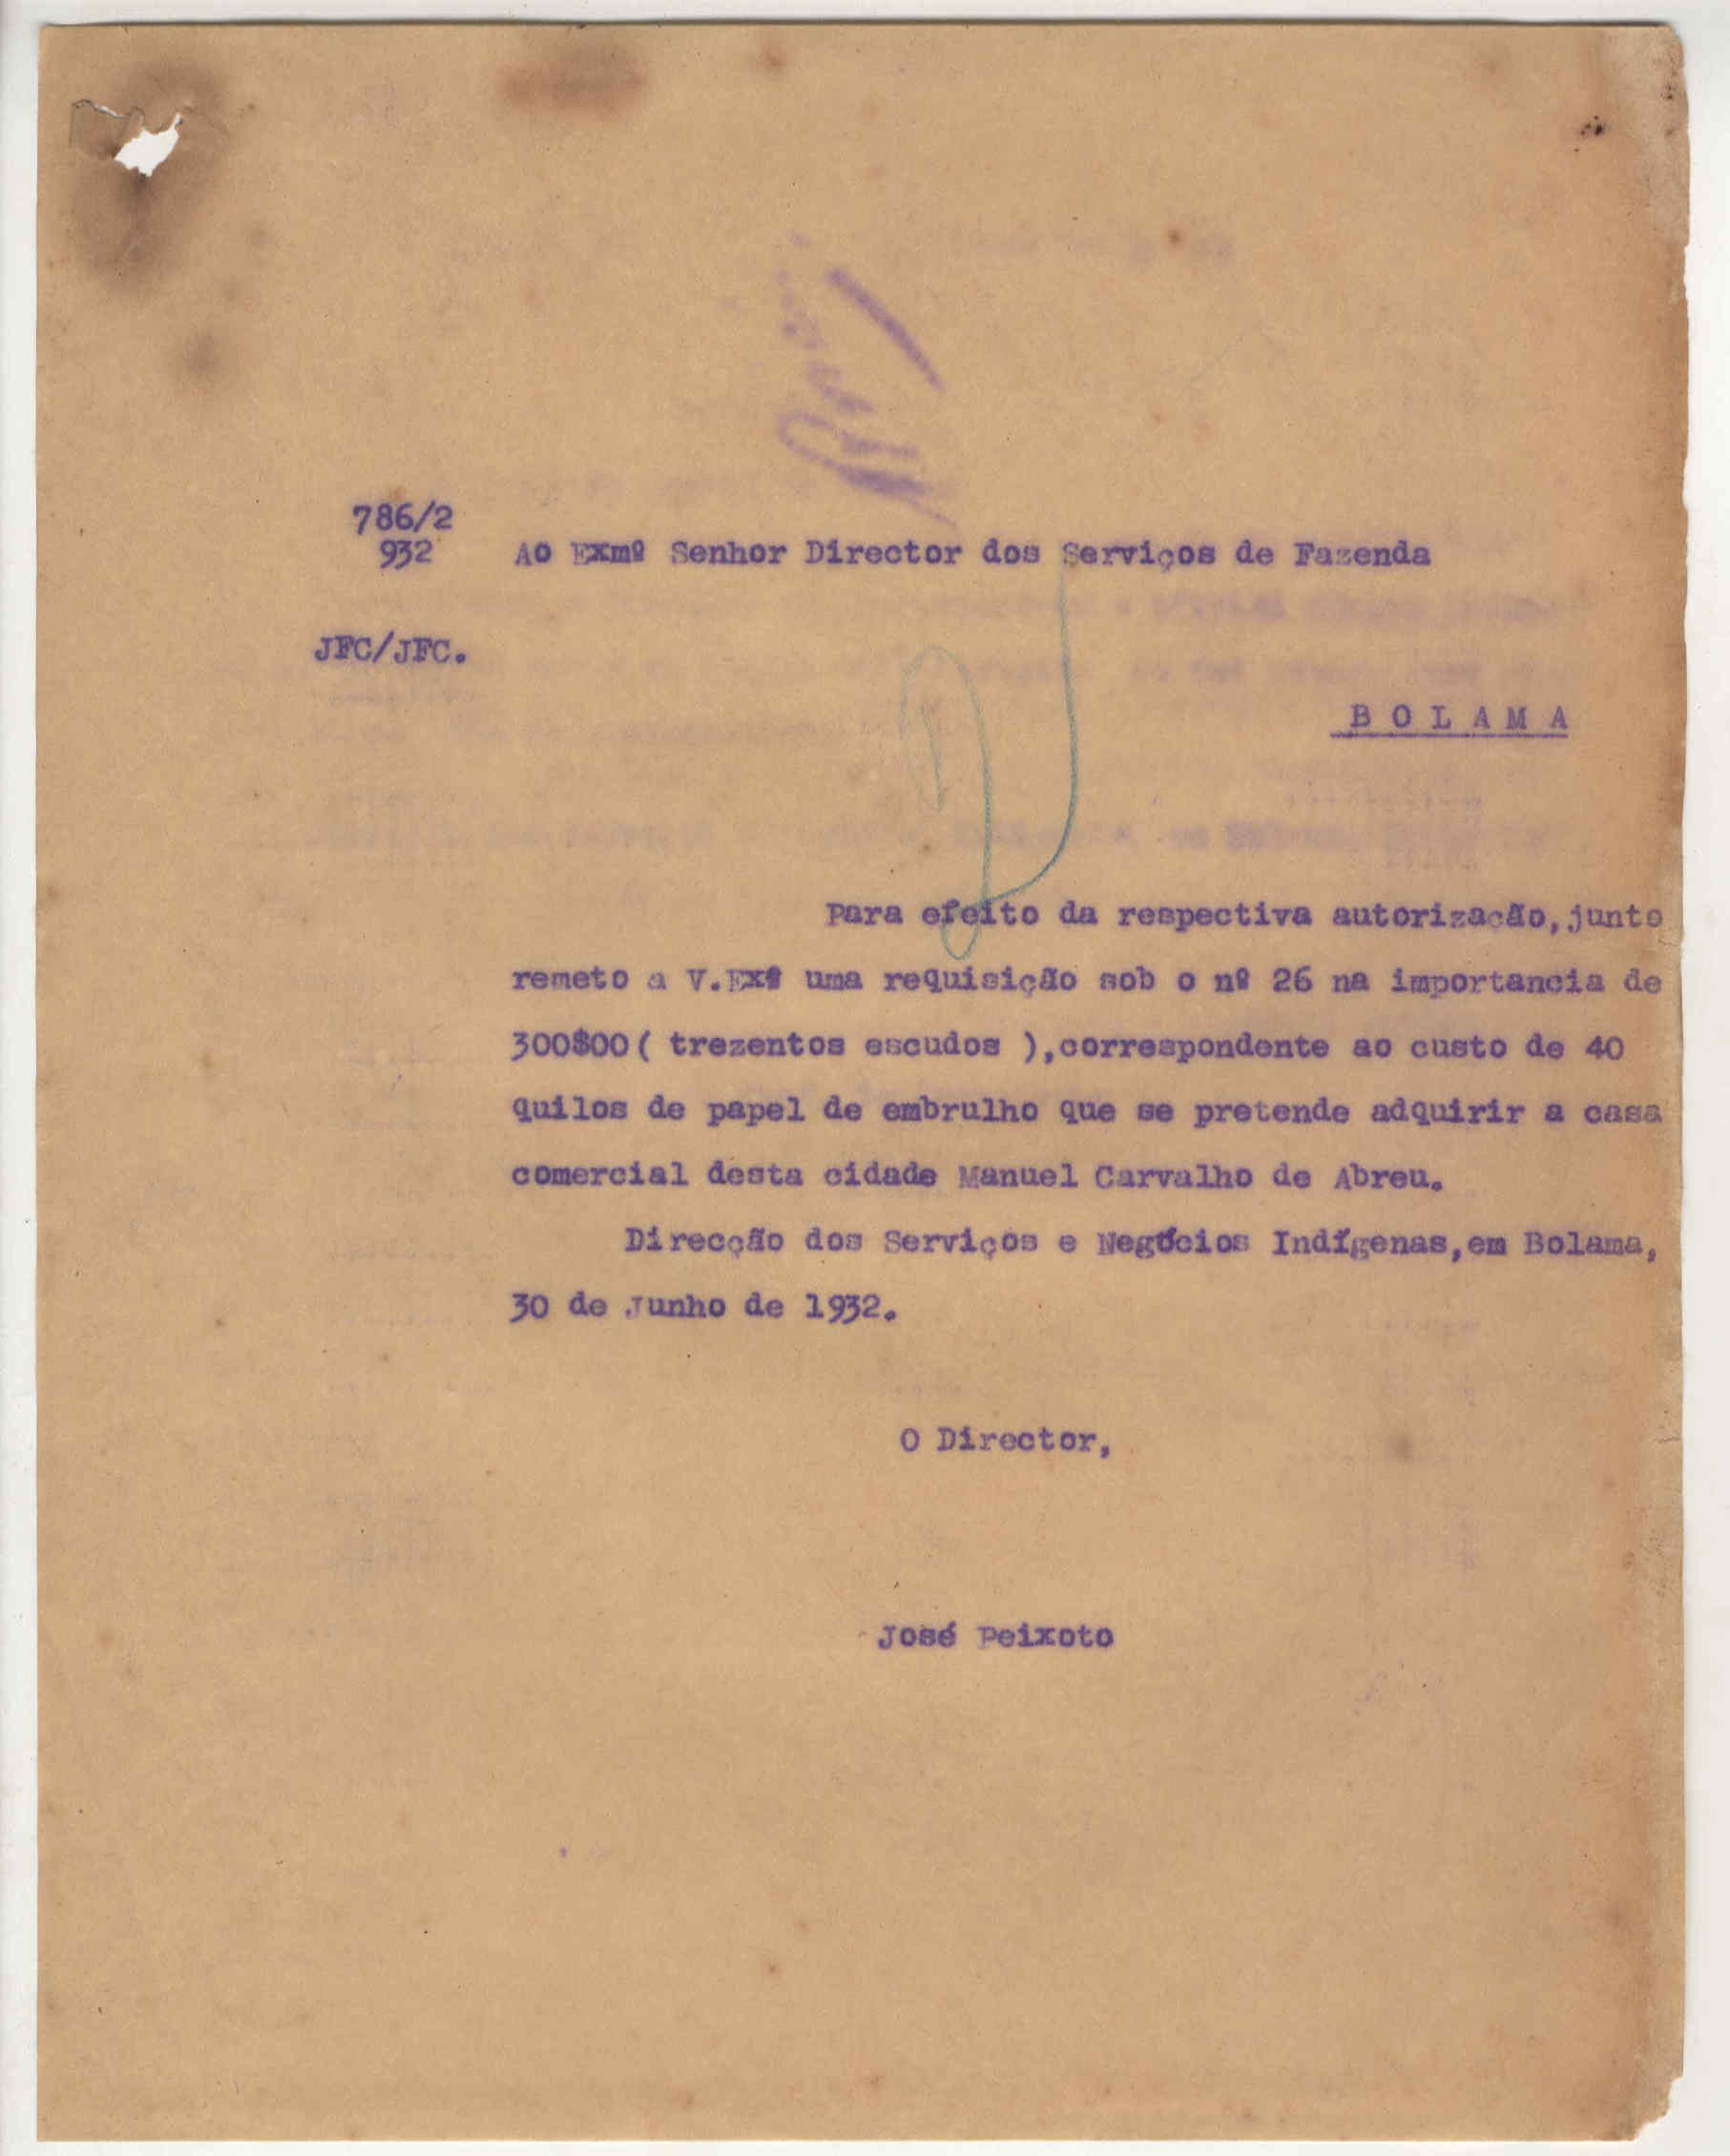 786/2
932 Ao Exmº Senhor Director dos Serviços de Fazenda
JFC/JFC.
BOLAMA
Para efeito da respectiva autorização,junto
remeto a V.Exª uma requisição sob o nº 26 na importancia de
300$00( trezentos escudos ),correspondente ao custo de 40
quilos de papel de embrulho que se pretende adquirir a casa
comercial desta cidade Manuel Carvalho de Abreu.
Direcção dos Serviços e Negócios Indígenas,em Bolama,
30 de Junho de 1932.
O Director,
José Peixoto